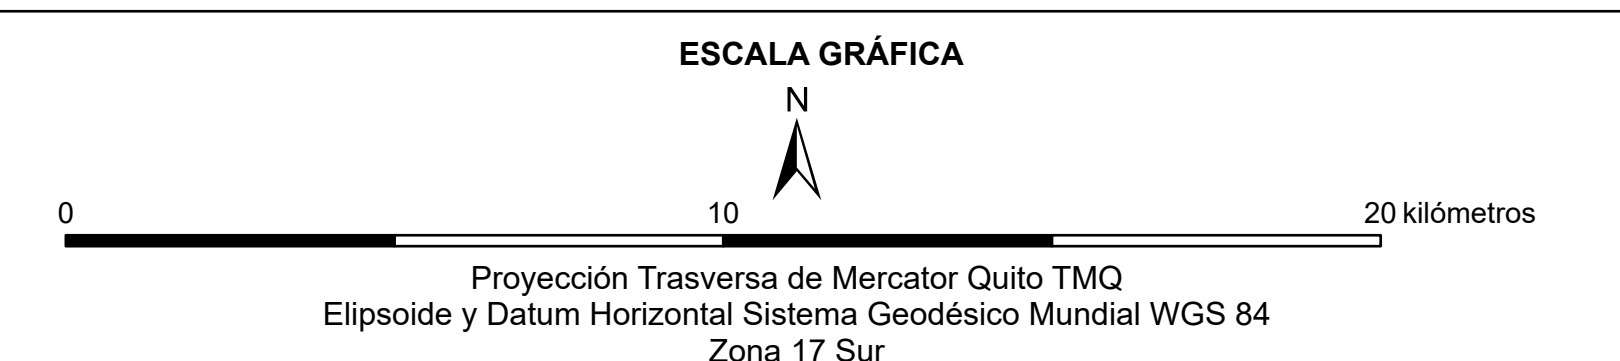 ESCALA GRÁFICA
N
0 10 20 kilómetros
Proyección Trasversa de Mercator Quito TMQ
Elipsoide y Datum Horizontal Sistema Geodésico Mundial WGS 84
Zona 17 Sur